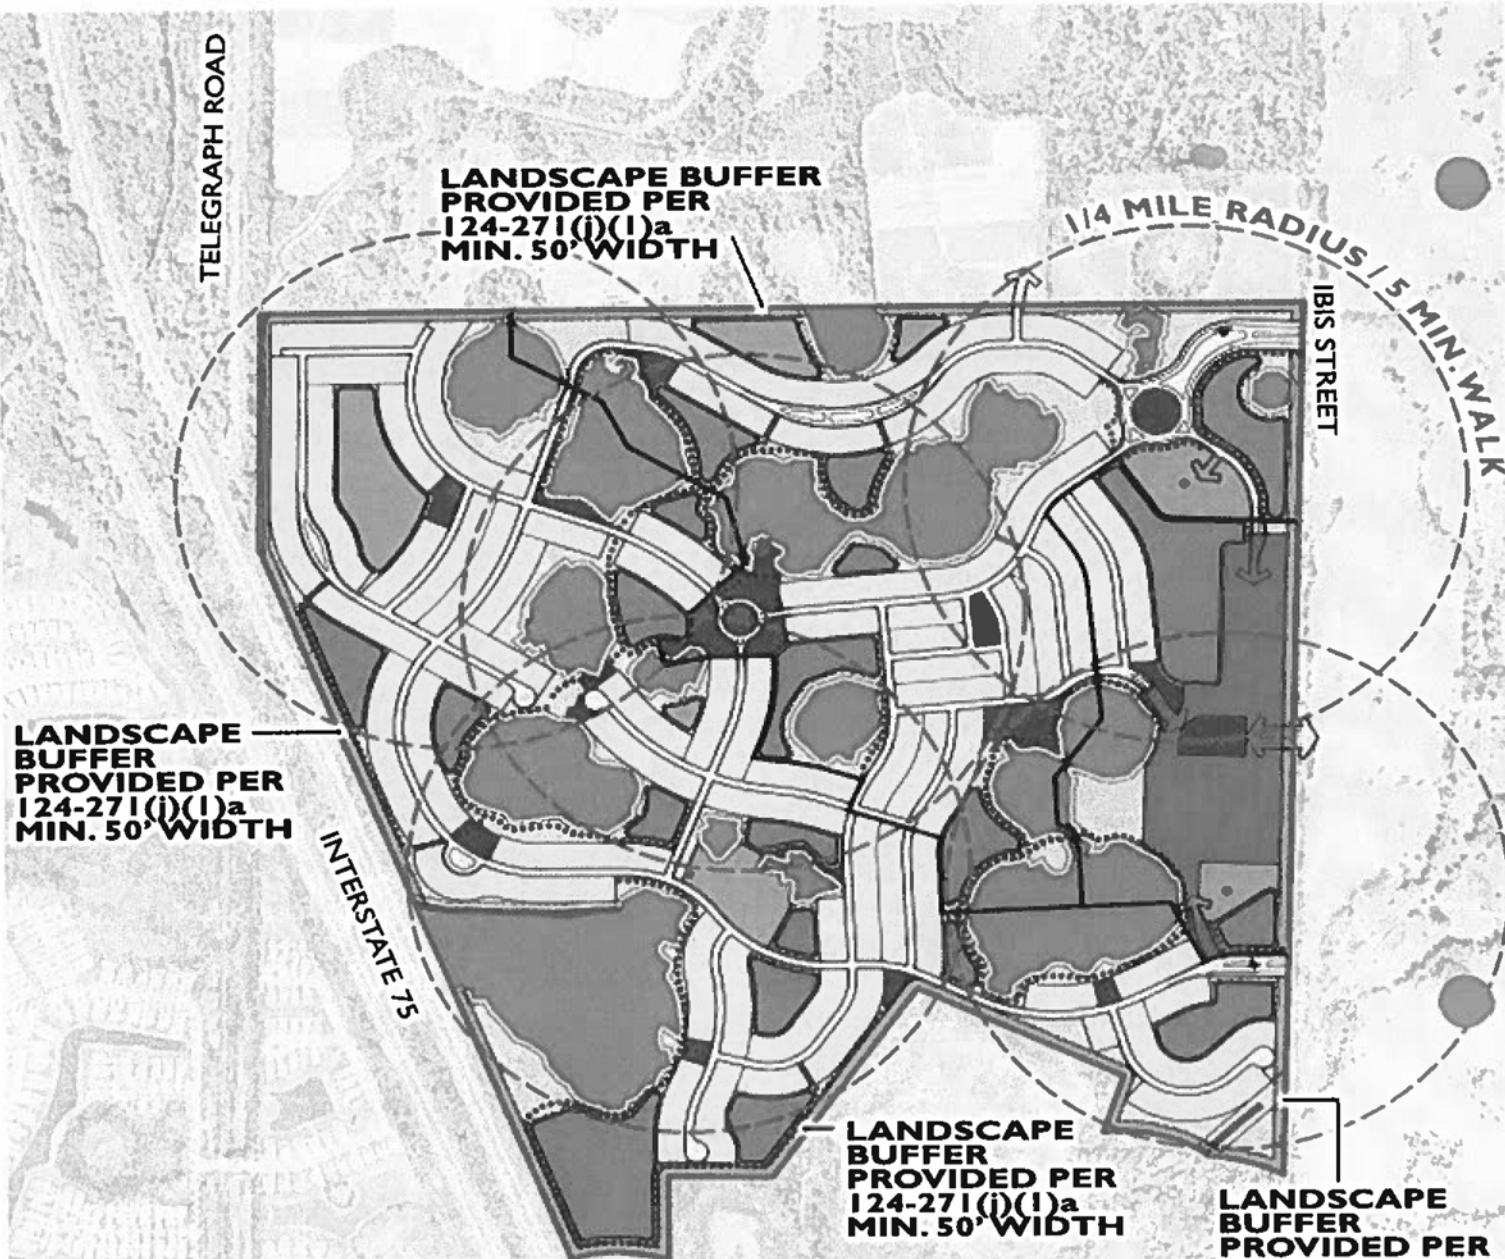 TELEGRAPH ROAD
LANDSCAPE BUFFER
PROVIDED PER
124-271(j)(1)a
MIN. 50' WIDTH
1/4 MILE RADIUS / 5 MIN. WALK
IBIS STREET
LANDSCAPE
BUFFER
PROVIDED PER
124-271(j)(1)a
MIN. 50' WIDTH
INTERSTATE 75
LANDSCAPE
BUFFER
PROVIDED PER
124-271(j)(1)a
MIN. 50' WIDTH
LANDSCAPE
BUFFER
PROVIDED PER